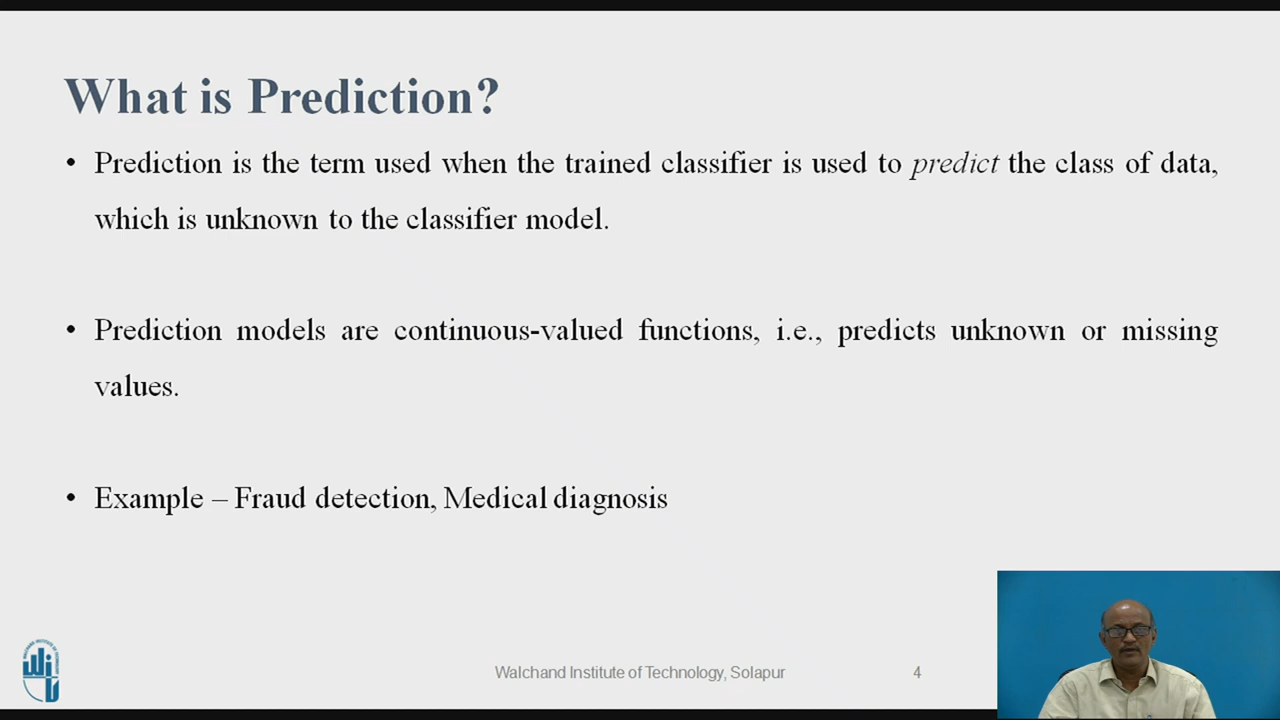 What is Prediction?
• Prediction is the term used when the trained classifier is used to predict the class of data,
which is unknown to the classifier model.
• Prediction models are continuous-valued functions, i.e., predicts unknown or missing
values.
• Example – Fraud detection, Medical diagnosis
Walchand Institute of Technology, Solapur
4